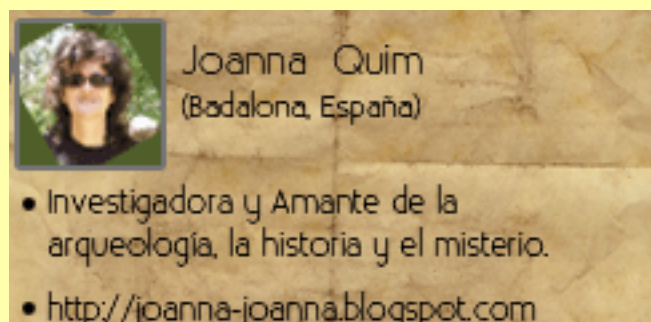 Joanna Quim
(Badalona, España)
• Investigadora y Amante de la
arqueología, la historia y el misterio.
• http://joanna-joanna.blogspot.com